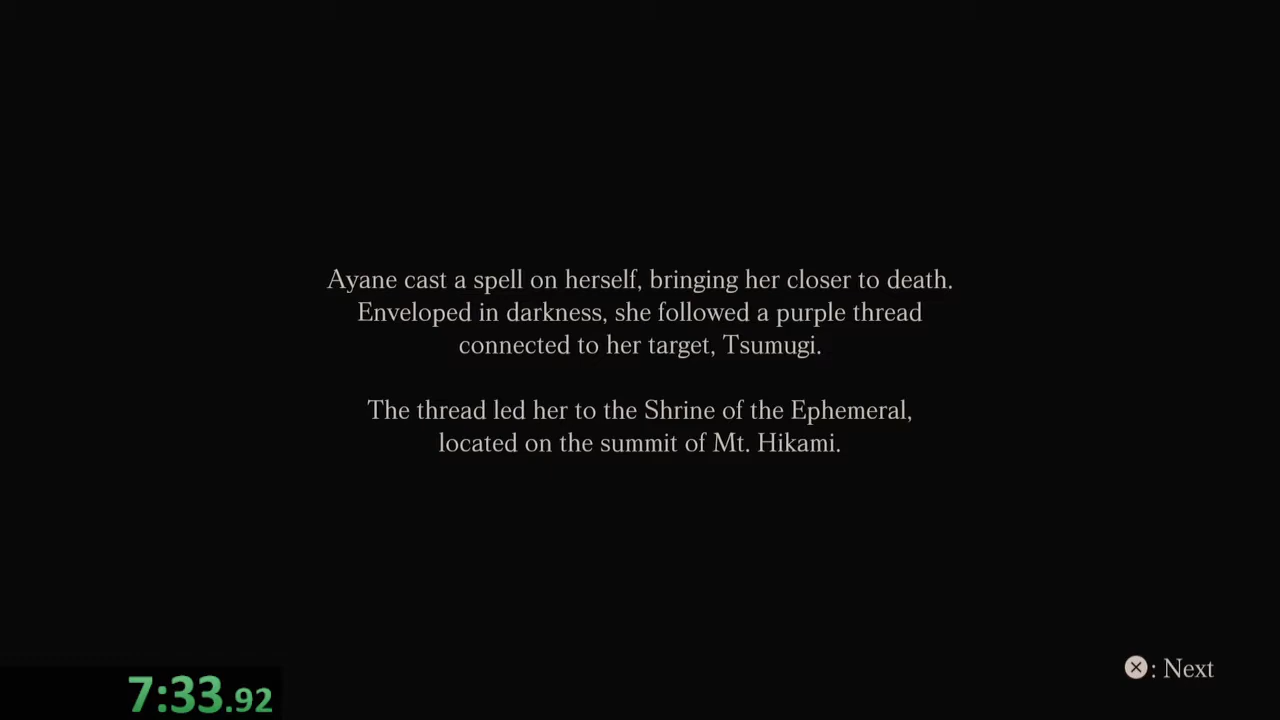 Ayane cast a spell on herself, bringing her closer to death.
Enveloped in darkness, she followed a purple thread
connected to her target, Tsumugi.
The thread led her to the Shrine of the Ephemeral,
located on the summit of Mt. Hikami.
: Next
7:33.92